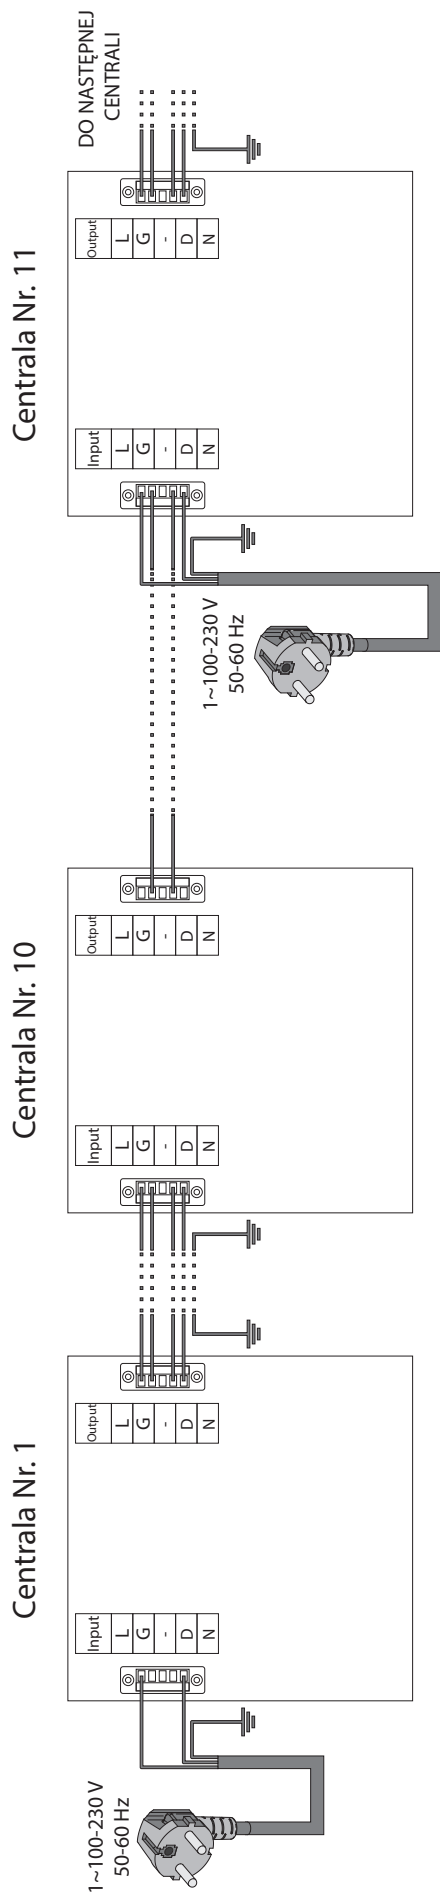 Centrala Nr. 1
1~100-230 V
50-60 Hz
Input
L
G
-
D
N
Output
L
G
-
D
N
Centrala Nr. 10
Input
L
G
-
D
N
Output
L
G
-
D
N
Centrala Nr. 11
1~100-230 V
50-60 Hz
Input
L
G
-
D
N
Output
L
G
-
D
N
DO NASTĘPNEJ
CENTRALI